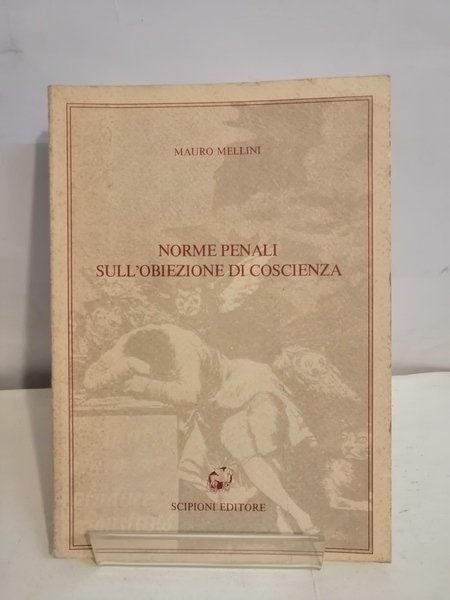 MAURO MELLINI
NORME PENALI
SULL'OBIEZIONE DI COSCIENZA
SCIPIONI EDITORE